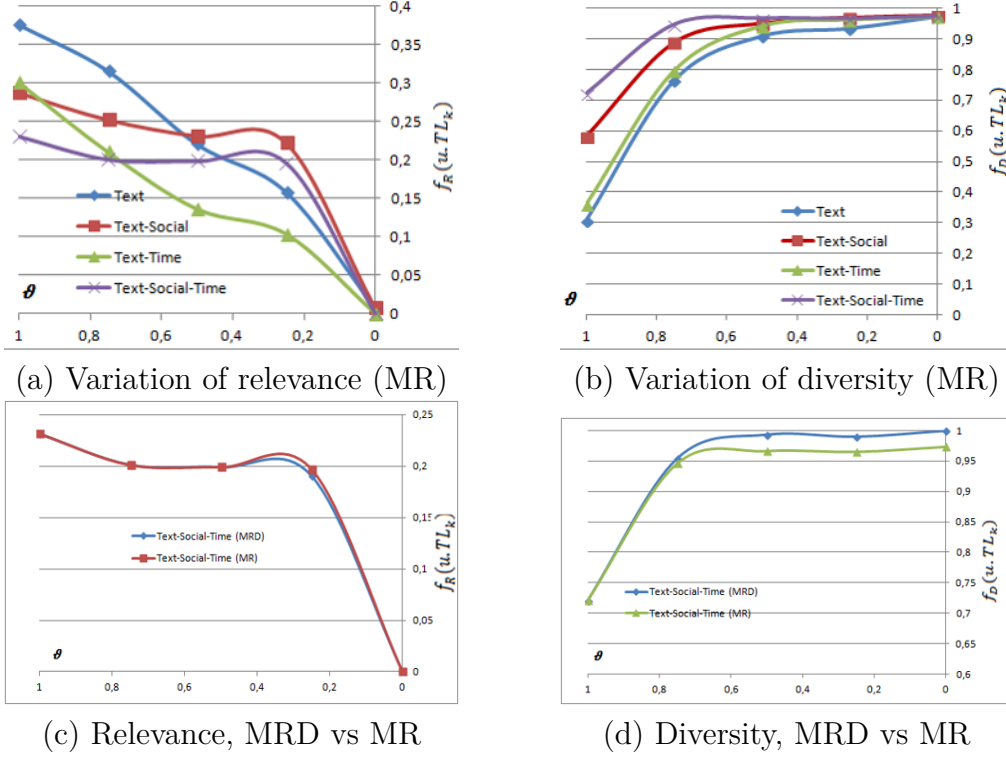 0,4
0,35
0,3
0,25
0,2
0,15
0,1
0,05
0
f_R(u.TL_k)
Text
Text-Social
Text-Time
Text-Social-Time
ϑ
1 0,8 0,6 0,4 0,2 0
(a) Variation of relevance (MR)
1
0,9
0,8
0,7
0,6
0,5
0,4
0,3
0,2
0,1
0
f_D(u.TL_k)
Text
Text-Social
Text-Time
Text-Social-Time
ϑ
1 0,8 0,6 0,4 0,2 0
(b) Variation of diversity (MR)
0,25
0,2
0,15
0,1
0,05
0
f_R(u.TL_k)
Text-Social-Time (MRD)
Text-Social-Time (MR)
ϑ
1 0,8 0,6 0,4 0,2 0
(c) Relevance, MRD vs MR
1
0,95
0,9
0,85
0,8
0,75
0,7
0,65
0,6
f_D(u.TL_k)
Text-Social-Time (MRD)
Text-Social-Time (MR)
ϑ
1 0,8 0,6 0,4 0,2 0
(d) Diversity, MRD vs MR